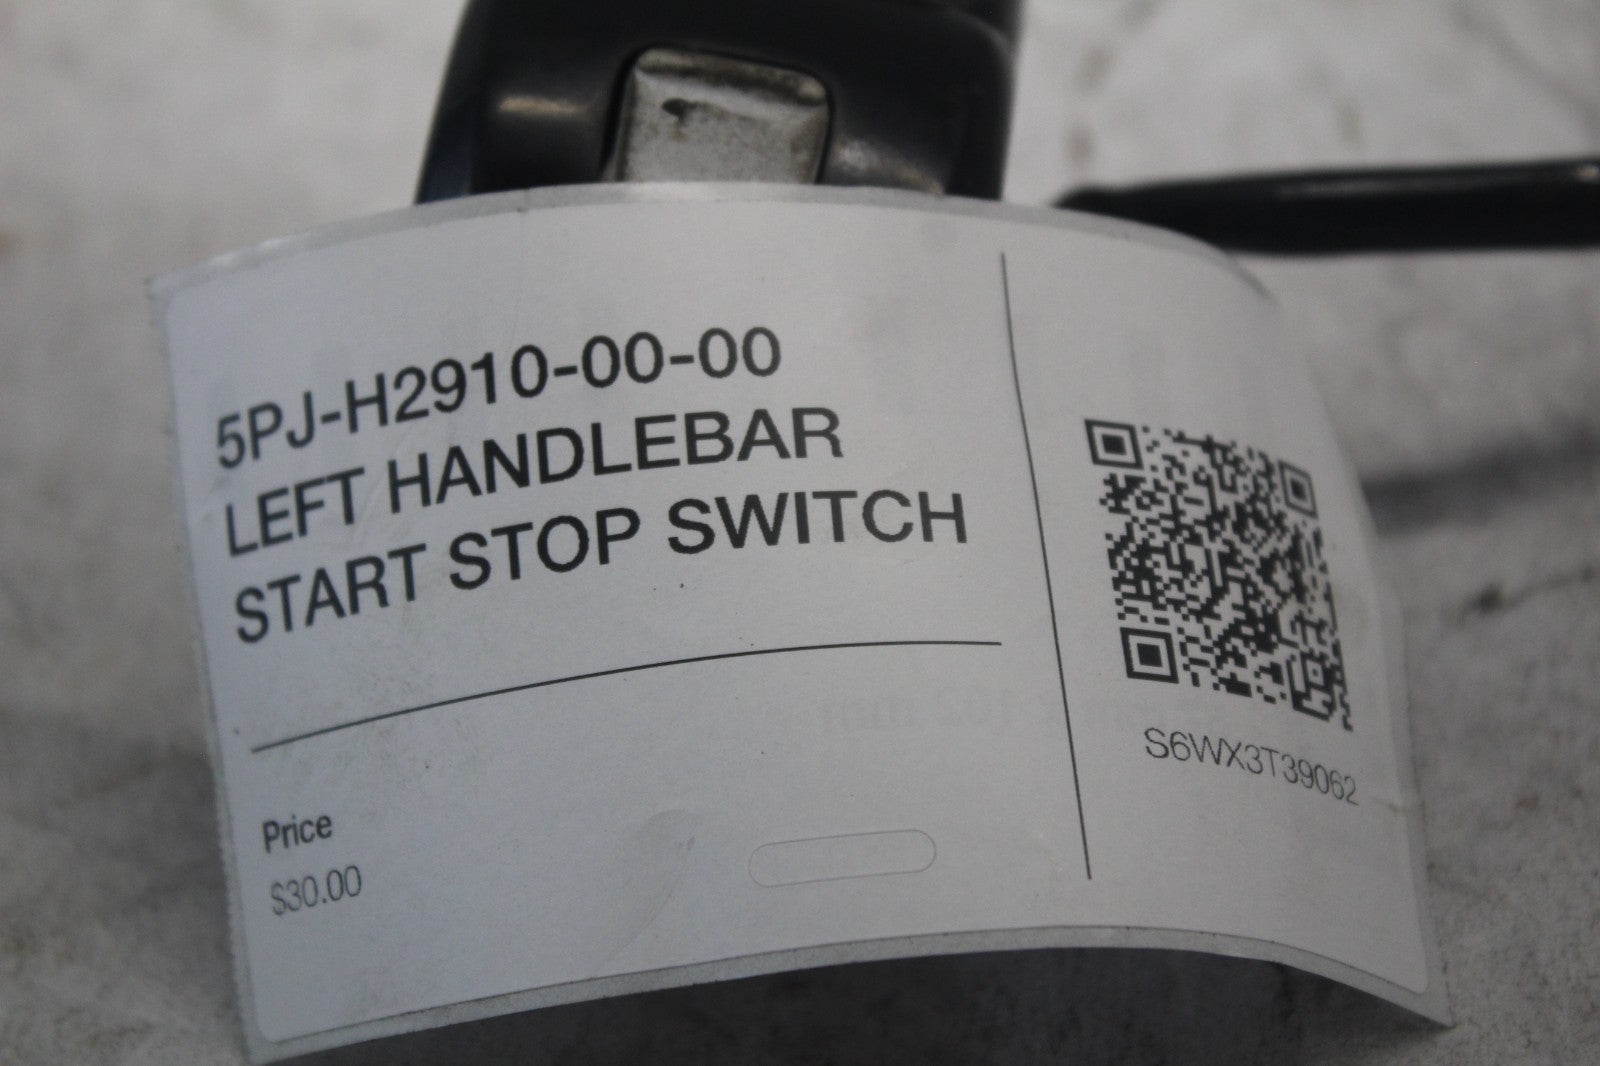 5PJ-H2910-00-00
LEFT HANDLEBAR
START STOP SWITCH
Price
$30.00
S6WX3T39062